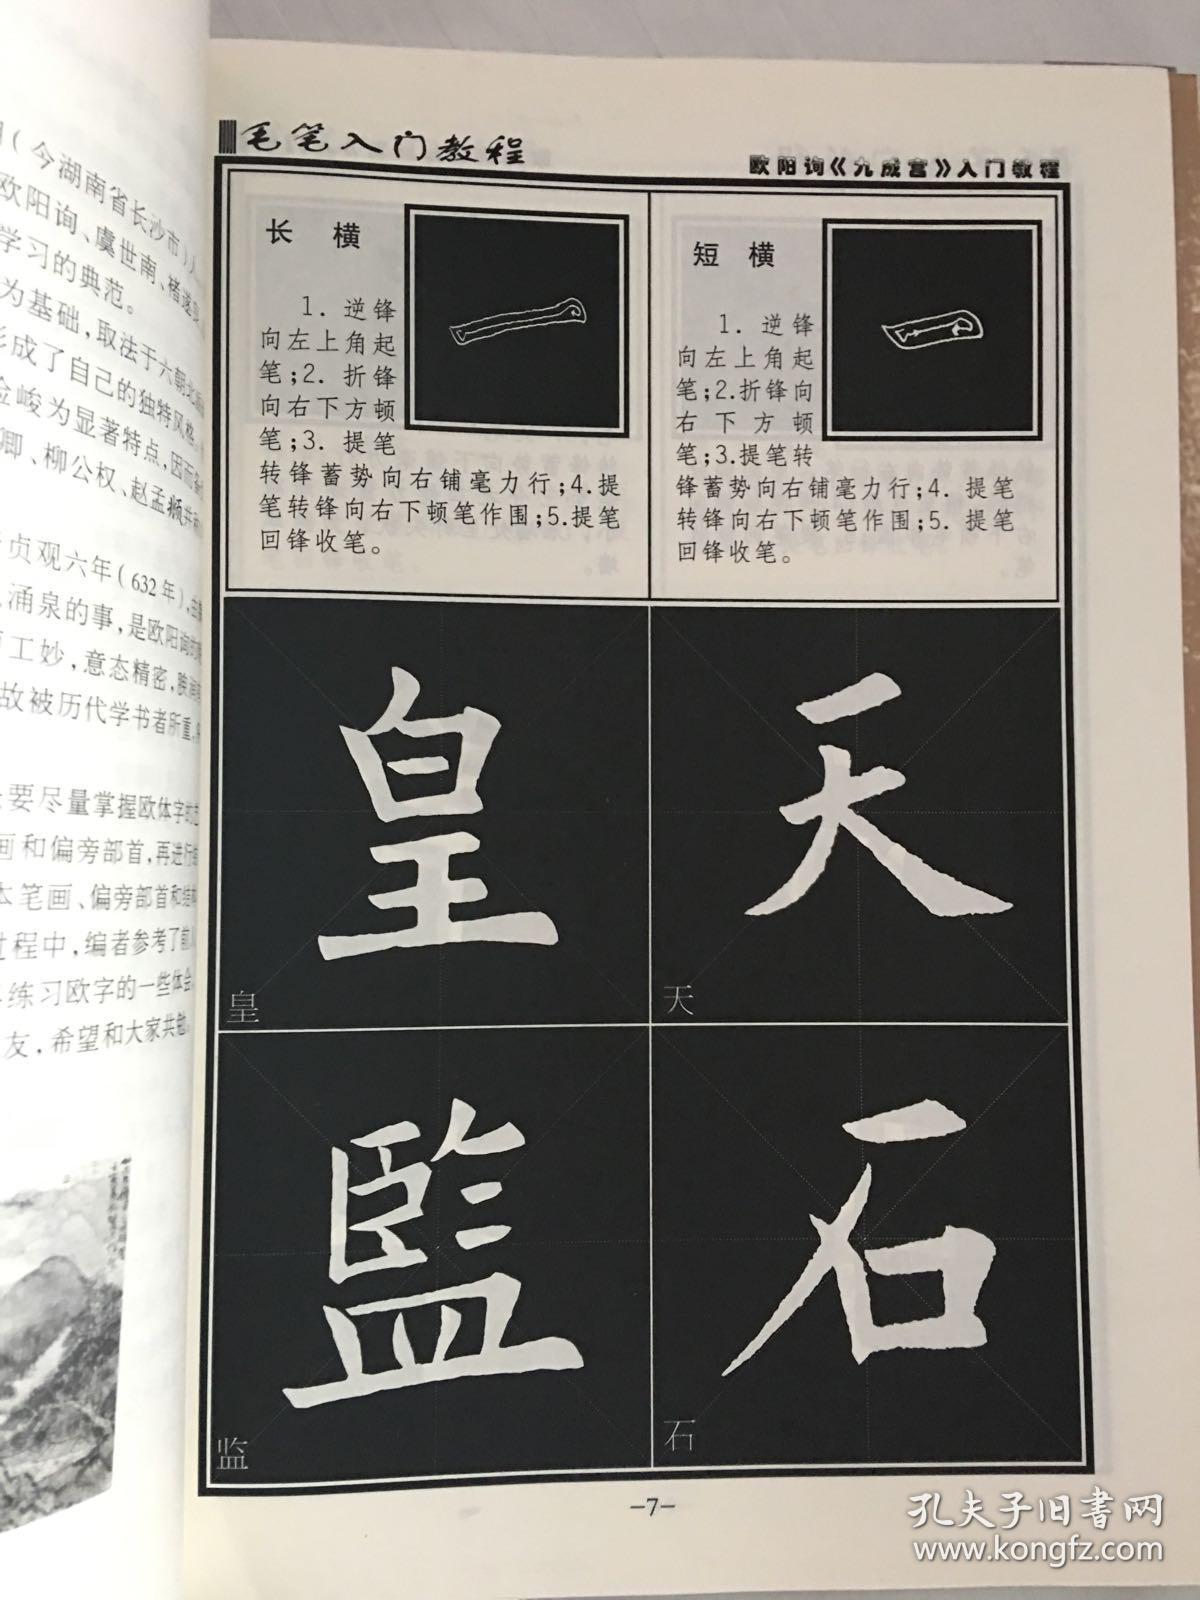 (今湖南省长沙市)人
欧阳询、虞世南、褚遂良
学习的典范。
为基础,取法于六朝北
形成了自己的独特风格
险峻为显著特点,因而
卿、柳公权、赵孟頫并
贞观六年(632年),
涌泉的事,是欧阳询
工妙,意态精密,
故被历代学书者所重
要尽量掌握欧体字的
画和偏旁部首,再进行
本笔画、偏旁部首和结
过程中,编者参考了前人
练习欧字的一些体会
友,希望和大家共勉。
毛笔入门教程
欧阳询《九成宫》入门教程
长 横
1. 逆锋
向左上角起
笔;2. 折锋
向右下方顿
笔;3. 提笔
转锋蓄势向右铺毫力行;4.提
笔转锋向右下顿笔作围;5.提笔
回锋收笔。
短 横
1. 逆锋
向左上角起
笔;2.折锋向
右下方顿
笔;3.提笔转
锋蓄势向右铺毫力行;4. 提笔
转锋向右下顿笔作围;5. 提笔
回锋收笔。
皇
皇
天
天
監
监
石
石
-7-
孔夫子旧书网
www.kongfz.com